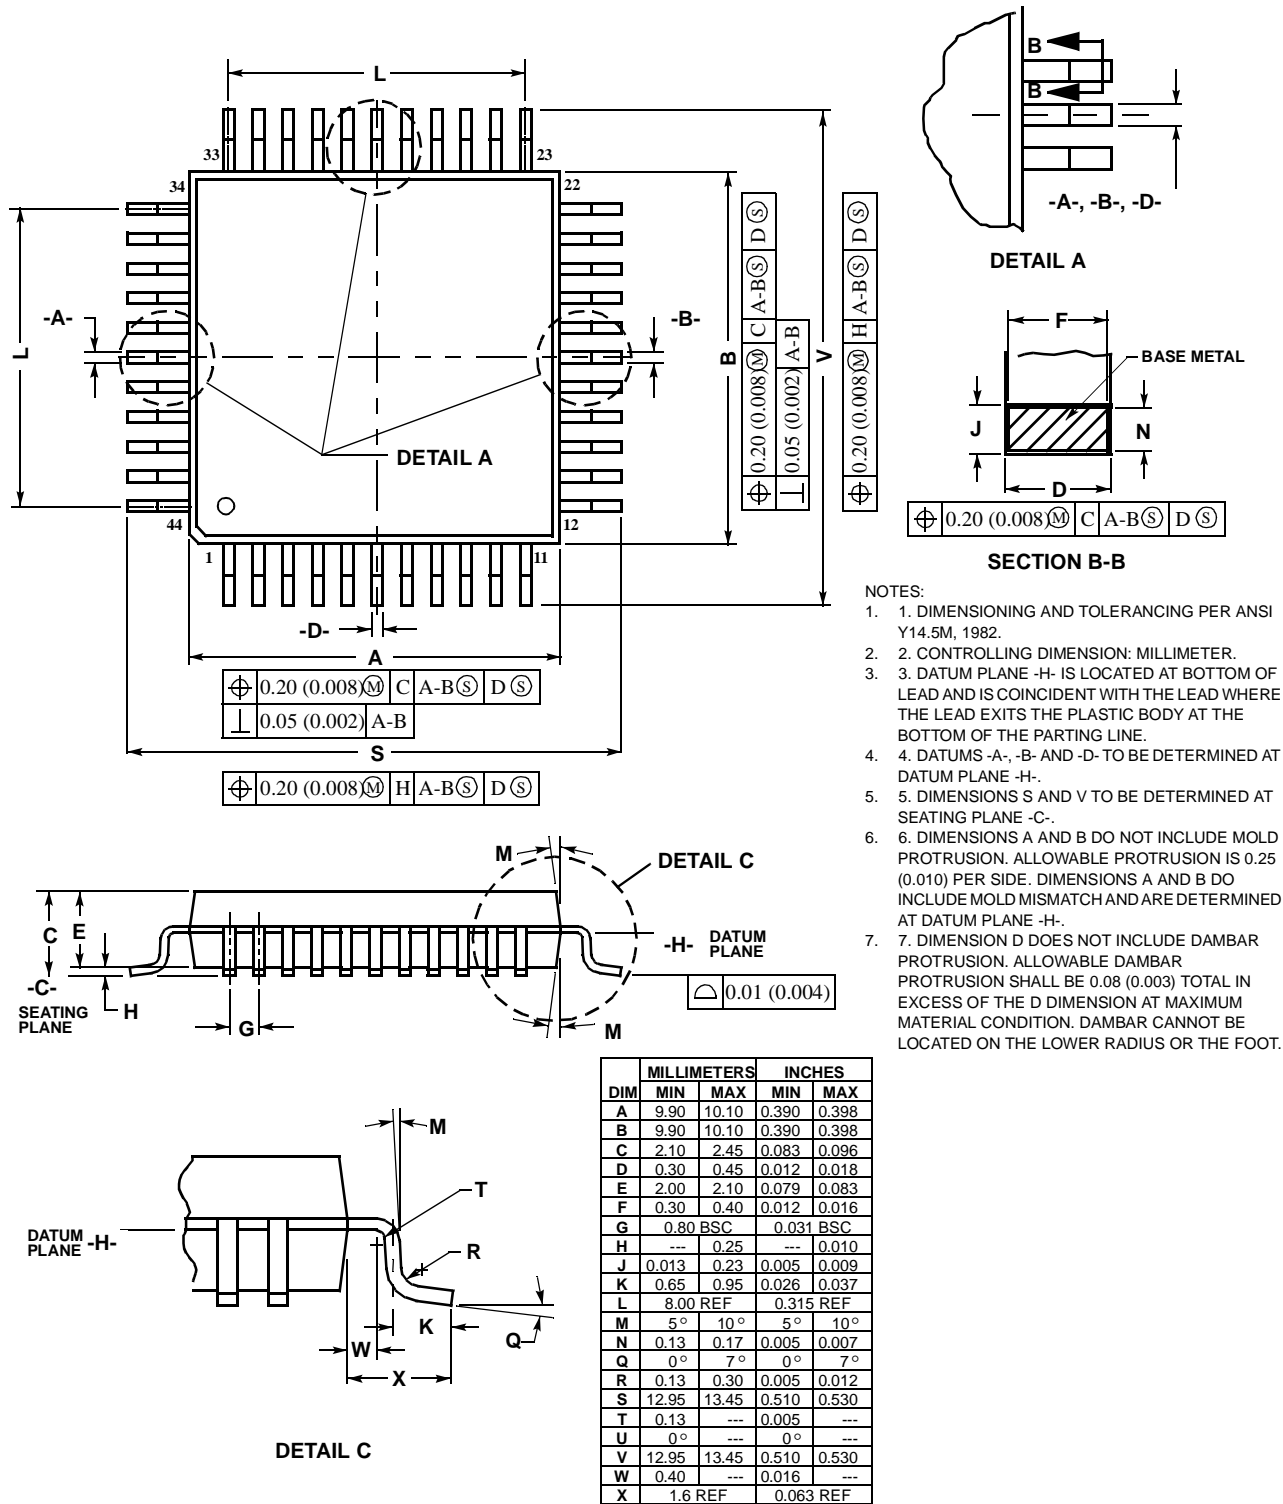 L
33
23
34
22
-A-
-B-
L
B
V
DETAIL A
44
12
1
11
-D-
A
⌖ 0.20 (0.008)Ⓜ C A-BⓈ D Ⓢ
⊥ 0.05 (0.002) A-B
S
⌖ 0.20 (0.008)Ⓜ H A-BⓈ D Ⓢ
⌖ 0.20 (0.008)Ⓜ C A-BⓈ D Ⓢ
⊥ 0.05 (0.002) A-B
⌖ 0.20 (0.008)Ⓜ H A-BⓈ D Ⓢ
B
B
-A-, -B-, -D-
DETAIL A
F
BASE METAL
J
N
D
⌖ 0.20 (0.008)Ⓜ C A-BⓈ D Ⓢ
SECTION B-B
NOTES:
1. 1. DIMENSIONING AND TOLERANCING PER ANSI
Y14.5M, 1982.
2. 2. CONTROLLING DIMENSION: MILLIMETER.
3. 3. DATUM PLANE -H- IS LOCATED AT BOTTOM OF
LEAD AND IS COINCIDENT WITH THE LEAD WHERE
THE LEAD EXITS THE PLASTIC BODY AT THE
BOTTOM OF THE PARTING LINE.
4. 4. DATUMS -A-, -B- AND -D- TO BE DETERMINED AT
DATUM PLANE -H-.
5. 5. DIMENSIONS S AND V TO BE DETERMINED AT
SEATING PLANE -C-.
6. 6. DIMENSIONS A AND B DO NOT INCLUDE MOLD
PROTRUSION. ALLOWABLE PROTRUSION IS 0.25
(0.010) PER SIDE. DIMENSIONS A AND B DO
INCLUDE MOLD MISMATCH AND ARE DETERMINED
AT DATUM PLANE -H-.
7. 7. DIMENSION D DOES NOT INCLUDE DAMBAR
PROTRUSION. ALLOWABLE DAMBAR
PROTRUSION SHALL BE 0.08 (0.003) TOTAL IN
EXCESS OF THE D DIMENSION AT MAXIMUM
MATERIAL CONDITION. DAMBAR CANNOT BE
LOCATED ON THE LOWER RADIUS OR THE FOOT.
M
DETAIL C
C E
-H- DATUM
PLANE
-C-
SEATING
PLANE
H
G
M
⌓ 0.01 (0.004)
M
T
DATUM
PLANE -H-
R
K
Q
W
X
DETAIL C
MILLIMETERS INCHES
DIM MIN MAX MIN MAX
A 9.90 10.10 0.390 0.398
B 9.90 10.10 0.390 0.398
C 2.10 2.45 0.083 0.096
D 0.30 0.45 0.012 0.018
E 2.00 2.10 0.079 0.083
F 0.30 0.40 0.012 0.016
G 0.80 BSC 0.031 BSC
H --- 0.25 --- 0.010
J 0.013 0.23 0.005 0.009
K 0.65 0.95 0.026 0.037
L 8.00 REF 0.315 REF
M 5° 10° 5° 10°
N 0.13 0.17 0.005 0.007
Q 0° 7° 0° 7°
R 0.13 0.30 0.005 0.012
S 12.95 13.45 0.510 0.530
T 0.13 --- 0.005 ---
U 0° --- 0° ---
V 12.95 13.45 0.510 0.530
W 0.40 --- 0.016 ---
X 1.6 REF 0.063 REF